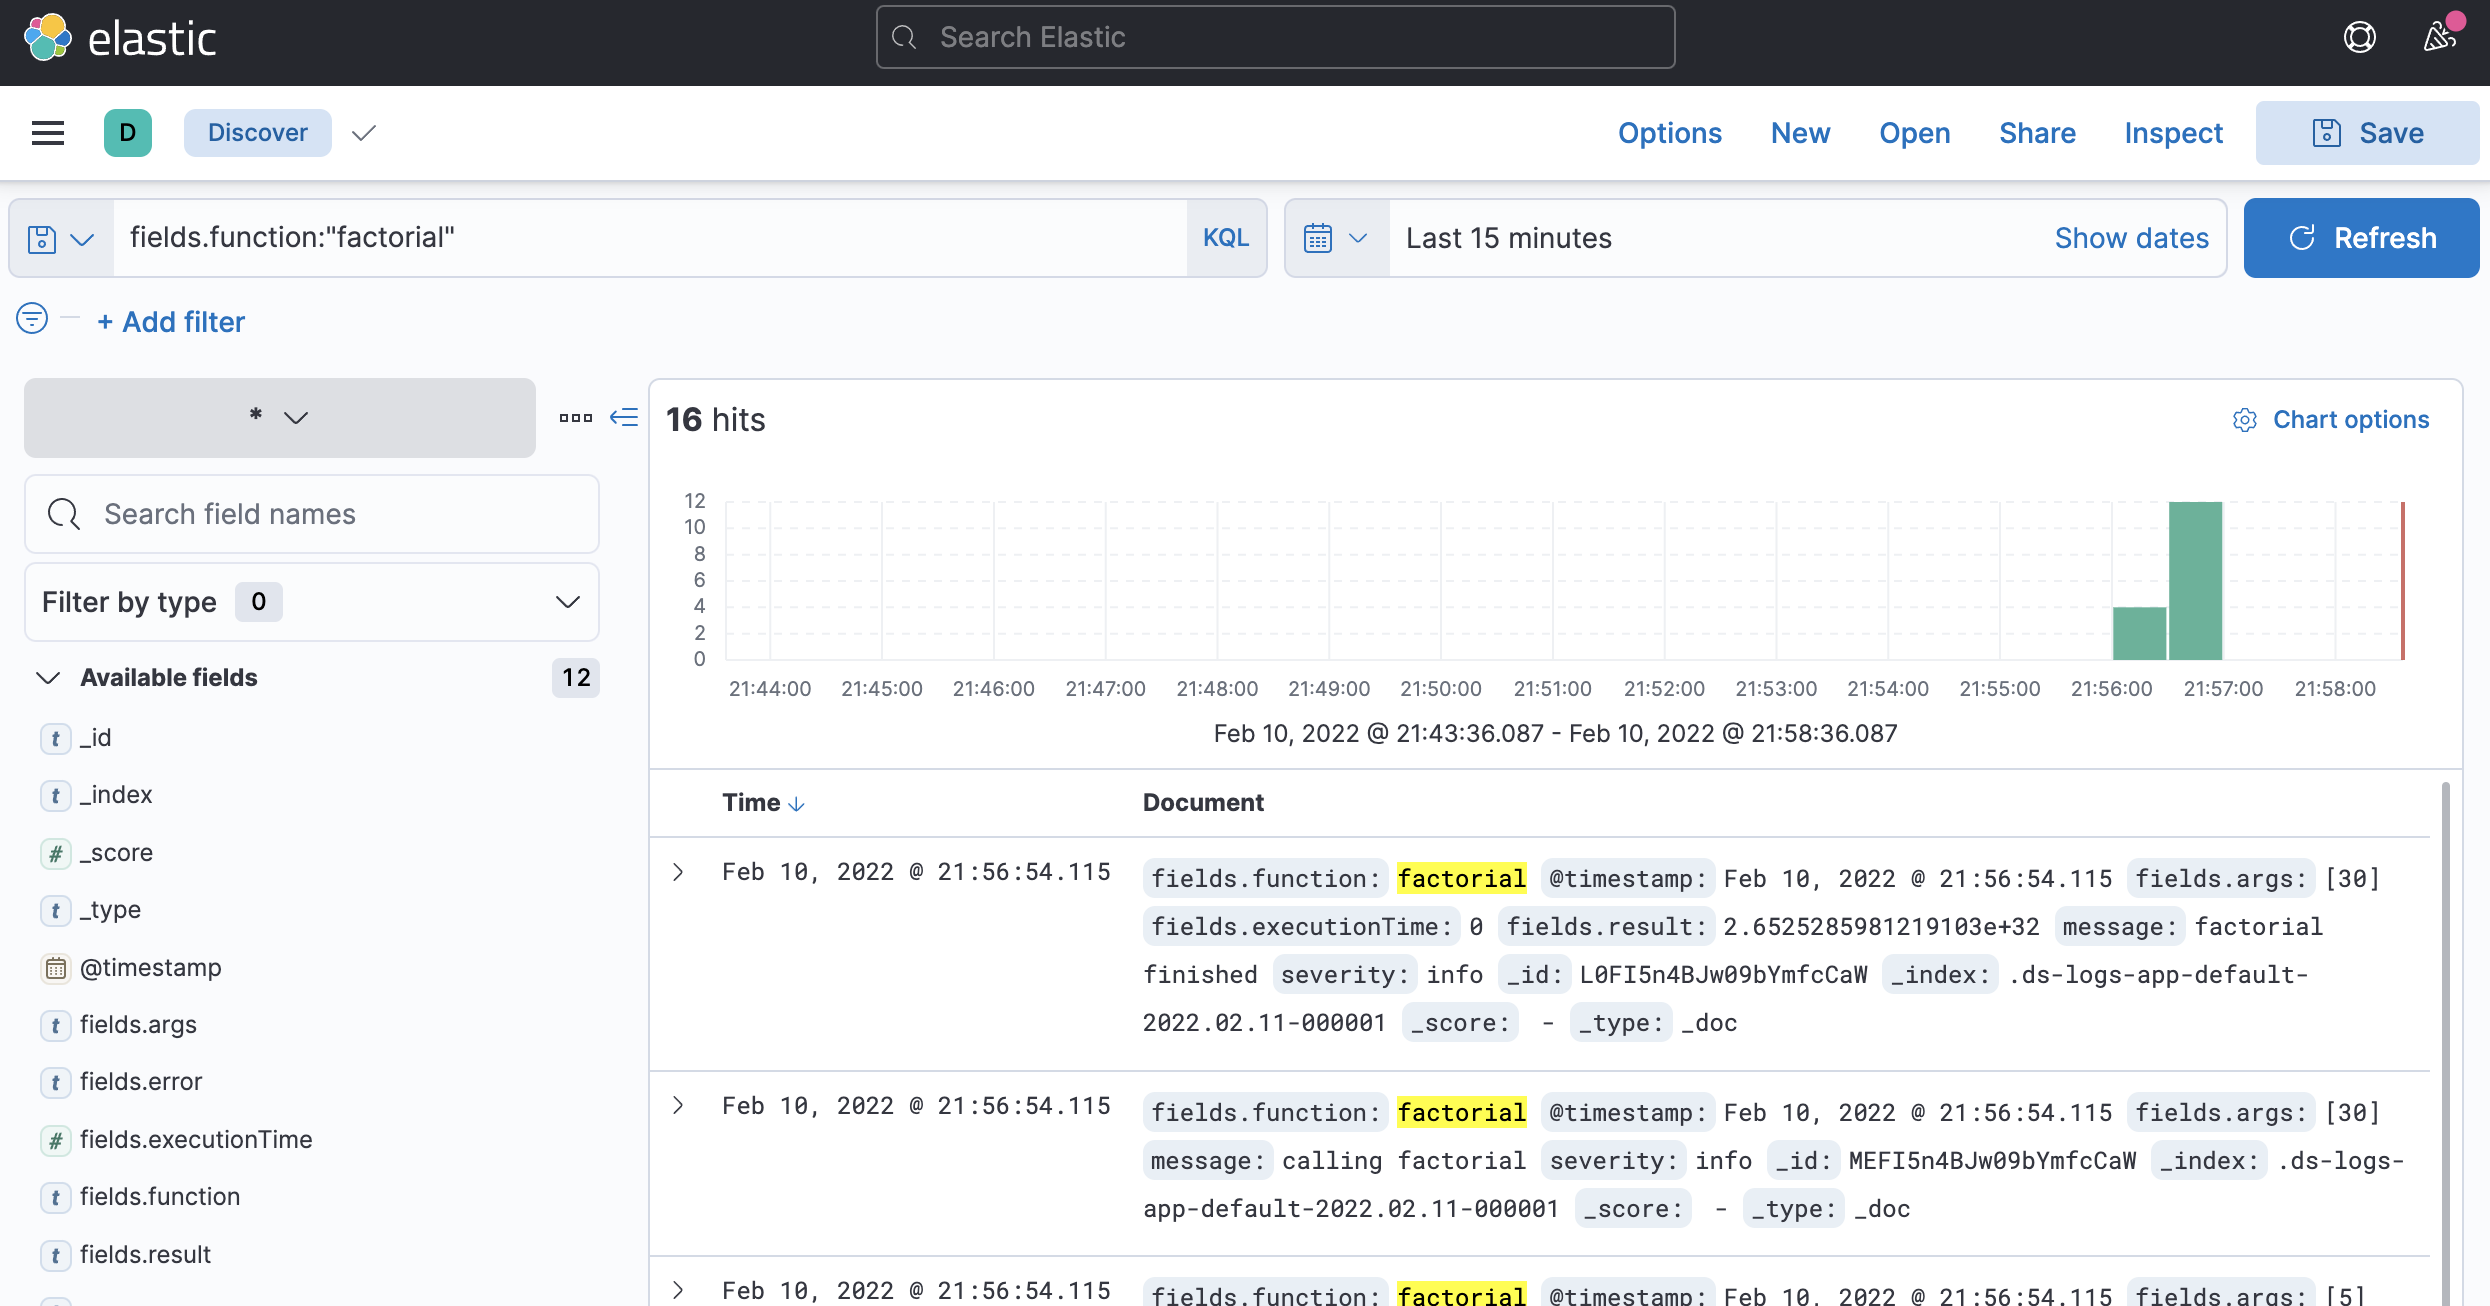 elastic
Search Elastic
D
Discover
Options
New
Open
Share
Inspect
Save
fields.function:"factorial"
KQL
Last 15 minutes
Show dates
Refresh
+ Add filter
*
Search field names
Filter by type 0
Available fields 12
t _id
t _index
# _score
t _type
@timestamp
t fields.args
t fields.error
# fields.executionTime
t fields.function
t fields.result
16 hits
Chart options
12
10
8
6
4
2
0
21:44:00 21:45:00 21:46:00 21:47:00 21:48:00 21:49:00 21:50:00 21:51:00 21:52:00 21:53:00 21:54:00 21:55:00 21:56:00 21:57:00 21:58:00
Feb 10, 2022 @ 21:43:36.087 - Feb 10, 2022 @ 21:58:36.087
Time Document
Feb 10, 2022 @ 21:56:54.115 fields.function: factorial @timestamp: Feb 10, 2022 @ 21:56:54.115 fields.args: [30]
fields.executionTime: 0 fields.result: 2.6525285981219103e+32 message: factorial
finished severity: info _id: L0FI5n4BJw09bYmfcCaW _index: .ds-logs-app-default-
2022.02.11-000001 _score: - _type: _doc
Feb 10, 2022 @ 21:56:54.115 fields.function: factorial @timestamp: Feb 10, 2022 @ 21:56:54.115 fields.args: [30]
message: calling factorial severity: info _id: MEFI5n4BJw09bYmfcCaW _index: .ds-logs-
app-default-2022.02.11-000001 _score: - _type: _doc
Feb 10, 2022 @ 21:56:54.115 fields.function: factorial @timestamp: Feb 10, 2022 @ 21:56:54.115 fields.args: [5]